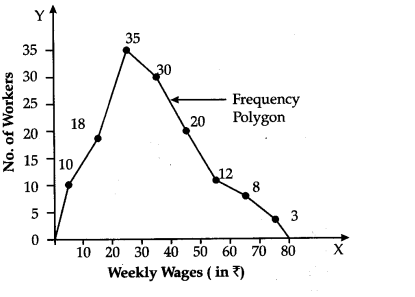 Y
35
35
30
30
25
20
20
18
15
12
10
10
8
5
3
0
10 20 30 40 50 60 70 80 X
Frequency
Polygon
No. of Workers
Weekly Wages ( in ₹)